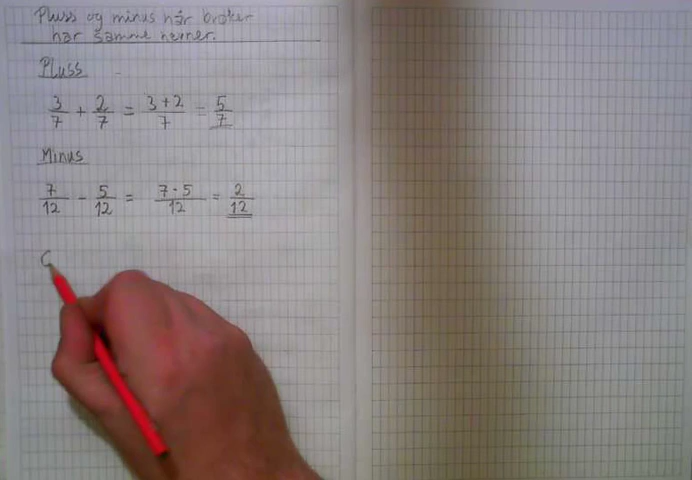 Pluss og minus når brøker
har samme nevner.
Pluss
3/7 + 2/7 = 3+2/7 = 5/7
Minus
7/12 - 5/12 = 7-5/12 = 2/12